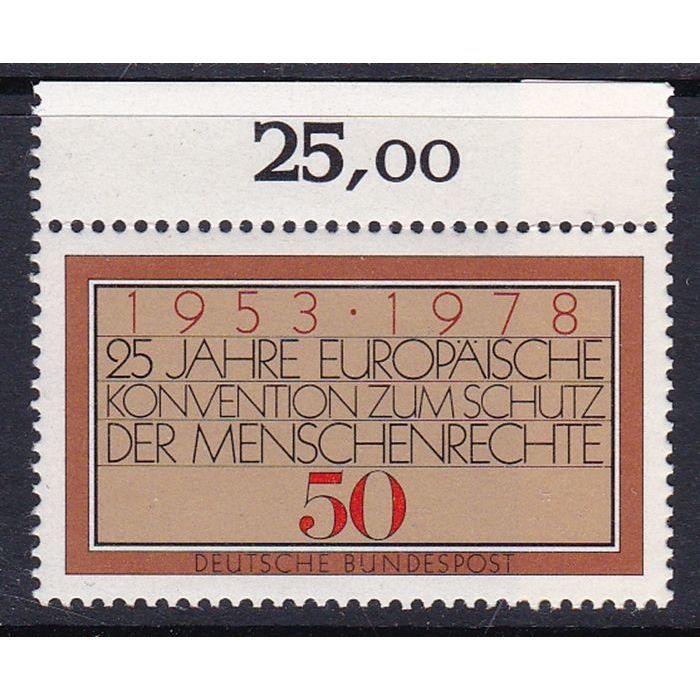 25,00
1953 · 1978
25 JAHRE EUROPÄISCHE
KONVENTION ZUM SCHUTZ
DER MENSCHENRECHTE
50
DEUTSCHE BUNDESPOST